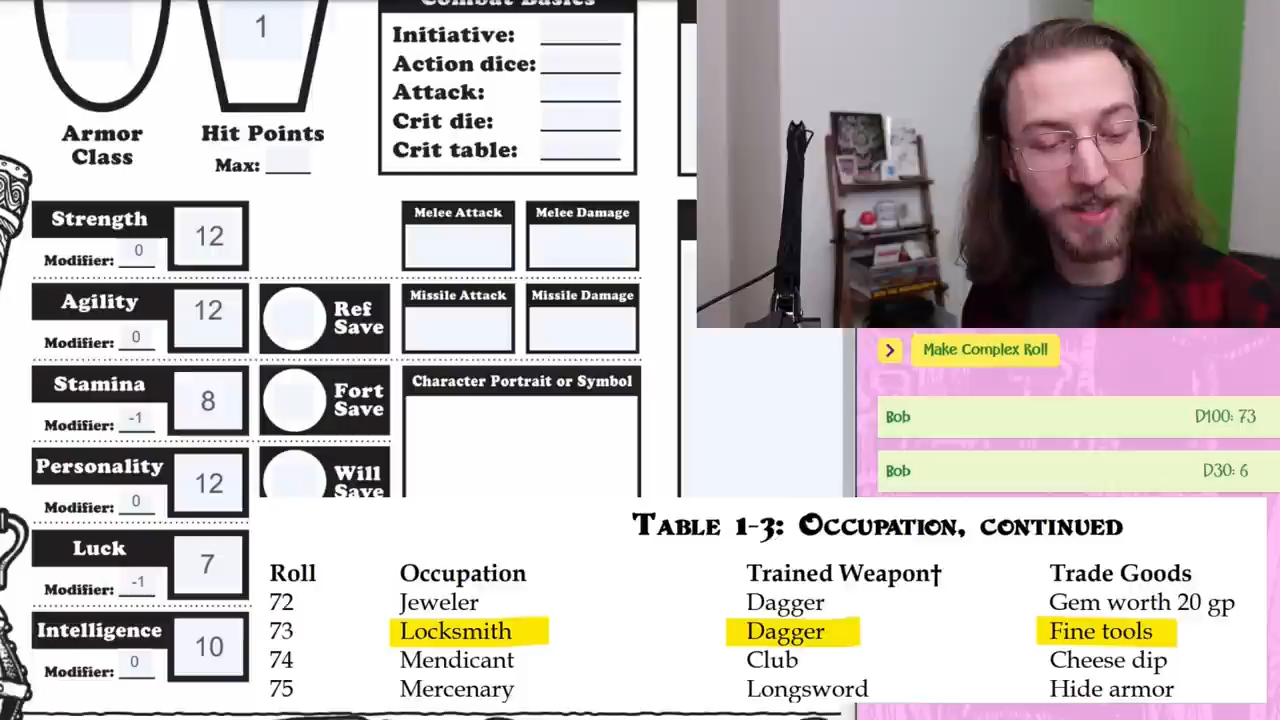 Combat Basics
1
Initiative:
Action dice:
Attack:
Crit die:
Crit table:
Armor
Class
Hit Points
Max:
Strength
12
Modifier: 0
Melee Attack
Melee Damage
Agility
12
Modifier: 0
Ref
Save
Missile Attack
Missile Damage
Stamina
8
Modifier: -1
Fort
Save
Character Portrait or Symbol
Personality
12
Modifier: 0
Will
Save
Luck
7
Modifier: -1
Intelligence
10
Modifier: 0
Make Complex Roll
Bob D100: 73
Bob D30: 6
Table 1-3: Occupation, continued
Roll Occupation Trained Weapon† Trade Goods
72 Jeweler Dagger Gem worth 20 gp
73 Locksmith Dagger Fine tools
74 Mendicant Club Cheese dip
75 Mercenary Longsword Hide armor